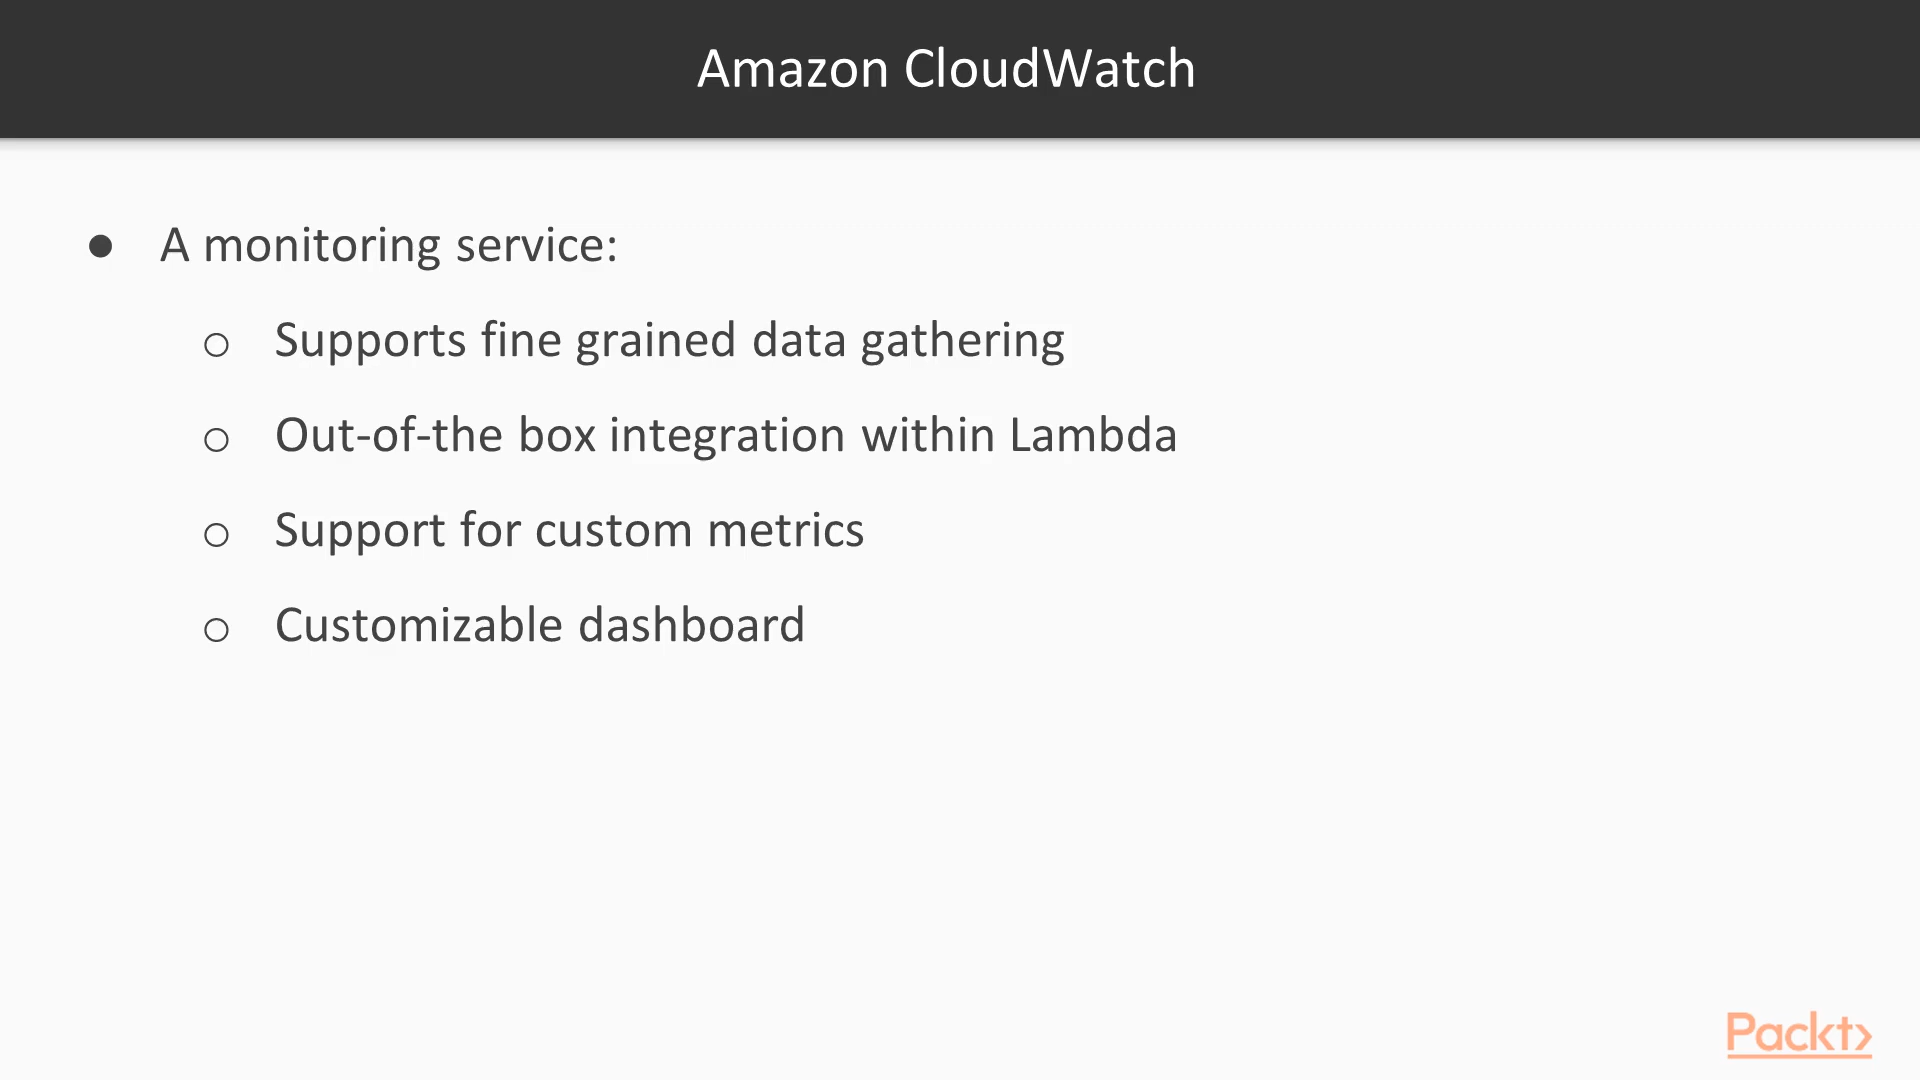 Amazon CloudWatch
● A monitoring service:
○ Supports fine grained data gathering
○ Out-of-the box integration within Lambda
○ Support for custom metrics
○ Customizable dashboard
Packt>